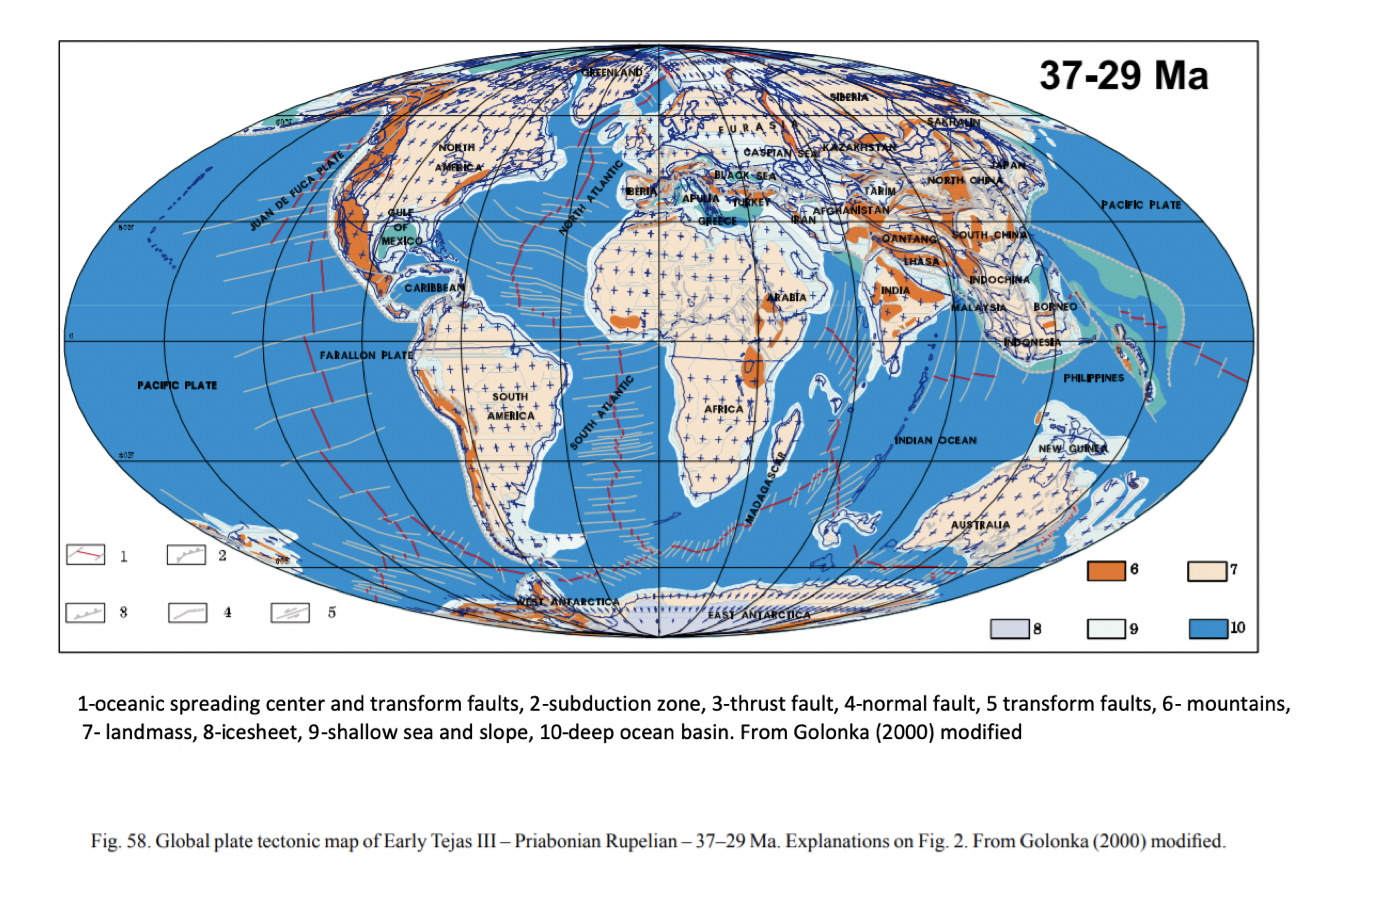 37-29 Ma
GREENLAND
SIBERIA
SAKHALIN
EURASIA
NORTH
AMERICA
CASPIAN SEA
KAZAKHSTAN
JAPAN
JUAN DE FUCA PLATE
NORTH ATLANTIC
BLACK SEA
NORTH CHINA
IBERIA
APULIA
TURKEY
TARIM
PACIFIC PLATE
GULF
OF
MEXICO
GREECE
IRAN
AFGHANISTAN
QANTANG
SOUTH CHINA
LHASA
CARIBBEAN
ARABIA
INDIA
INDOCHINA
MALAYSIA
BORNEO
0
INDONESIA
FARALLON PLATE
PACIFIC PLATE
PHILIPPINES
SOUTH
AMERICA
SOUTH ATLANTIC
AFRICA
INDIAN OCEAN
NEW GUINEA
MADAGASCAR
AUSTRALIA
WEST ANTARCTICA
EAST ANTARCTICA
1 2
3 4 5
6 7
8 9 10
1-oceanic spreading center and transform faults, 2-subduction zone, 3-thrust fault, 4-normal fault, 5 transform faults, 6- mountains,
7- landmass, 8-icesheet, 9-shallow sea and slope, 10-deep ocean basin. From Golonka (2000) modified
Fig. 58. Global plate tectonic map of Early Tejas III – Priabonian Rupelian – 37–29 Ma. Explanations on Fig. 2. From Golonka (2000) modified.